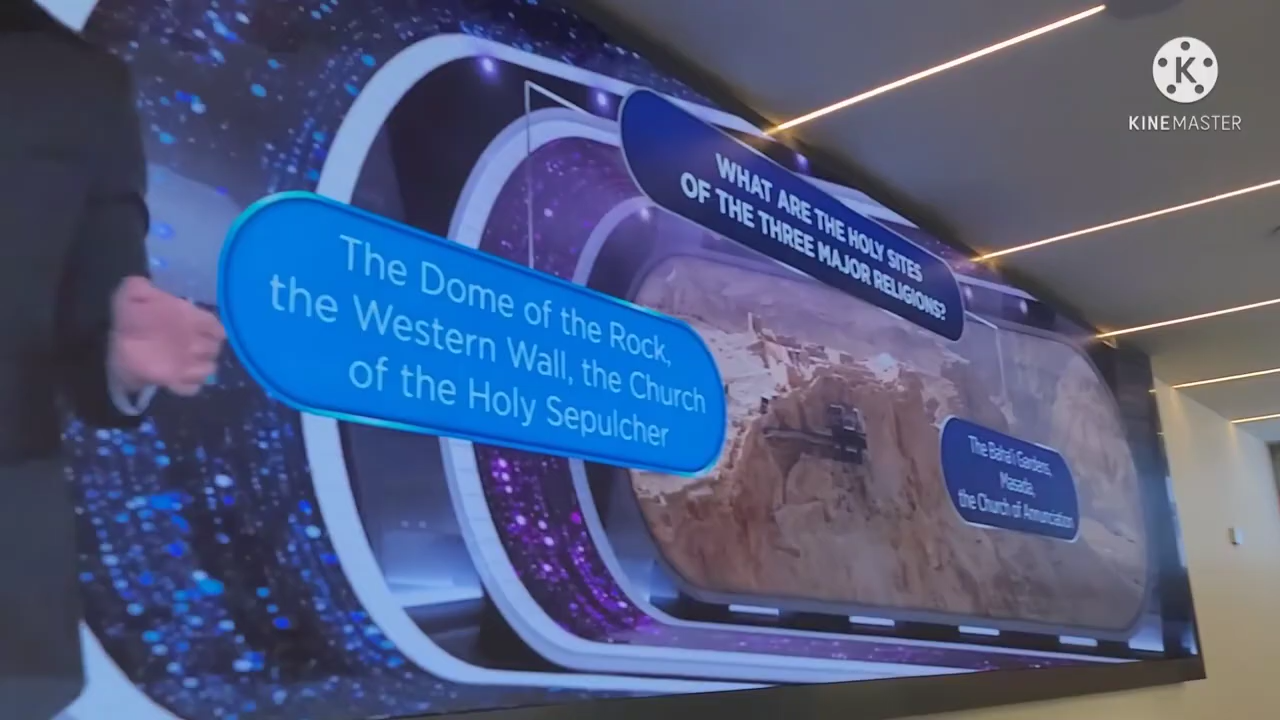 KINEMASTER
WHAT ARE THE HOLY SITES
OF THE THREE MAJOR RELIGIONS?
The Dome of the Rock,
the Western Wall, the Church
of the Holy Sepulcher
The Baha'i Gardens,
Masada,
the Church of Annunciation